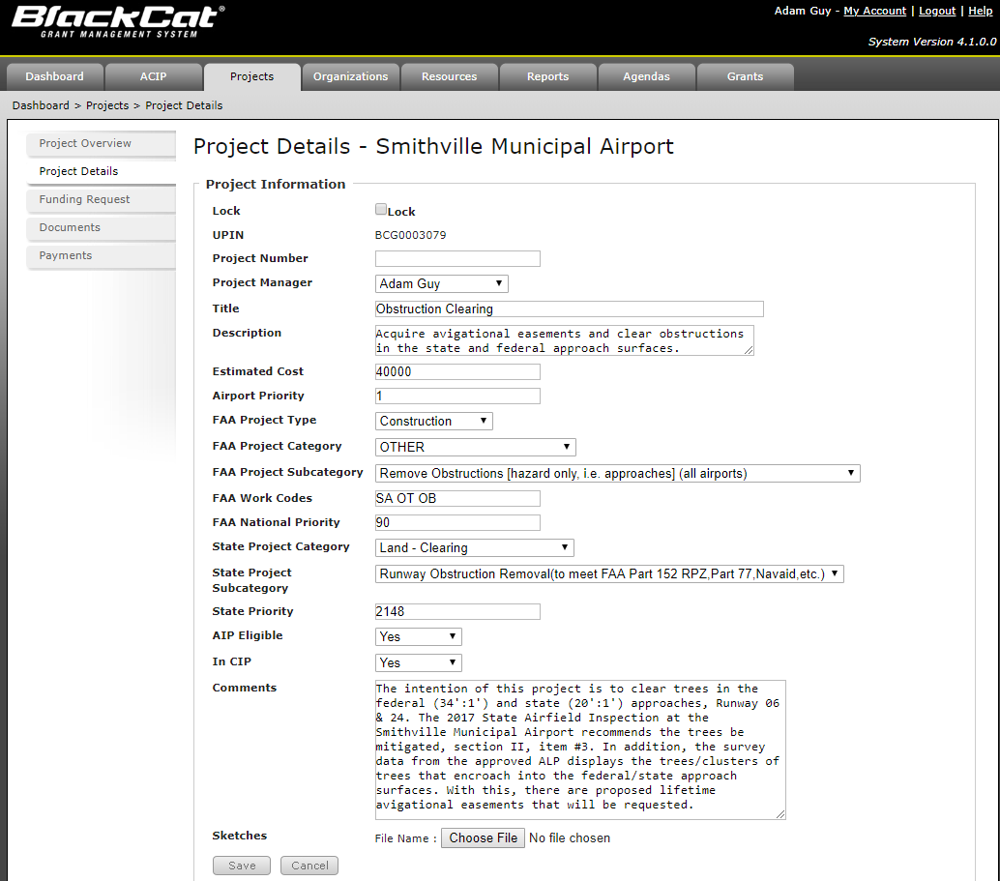 BlackCat®
GRANT MANAGEMENT SYSTEM
Adam Guy - My Account | Logout | Help
System Version 4.1.0.0
Dashboard ACIP Projects Organizations Resources Reports Agendas Grants
Dashboard > Projects > Project Details
Project Overview
Project Details
Funding Request
Documents
Payments
Project Details - Smithville Municipal Airport
Project Information
Lock Lock
UPIN BCG0003079
Project Number
Project Manager Adam Guy
Title Obstruction Clearing
Description Acquire avigational easements and clear obstructions
in the state and federal approach surfaces.
Estimated Cost 40000
Airport Priority 1
FAA Project Type Construction
FAA Project Category OTHER
FAA Project Subcategory Remove Obstructions [hazard only, i.e. approaches] (all airports)
FAA Work Codes SA OT OB
FAA National Priority 90
State Project Category Land - Clearing
State Project
Subcategory Runway Obstruction Removal(to meet FAA Part 152 RPZ,Part 77,Navaid,etc.)
State Priority 2148
AIP Eligible Yes
In CIP Yes
Comments The intention of this project is to clear trees in the
federal (34':1') and state (20':1') approaches, Runway 06
& 24. The 2017 State Airfield Inspection at the
Smithville Municipal Airport recommends the trees be
mitigated, section II, item #3. In addition, the survey
data from the approved ALP displays the trees/clusters of
trees that encroach into the federal/state approach
surfaces. With this, there are proposed lifetime
avigational easements that will be requested.
Sketches File Name : Choose File No file chosen
Save Cancel